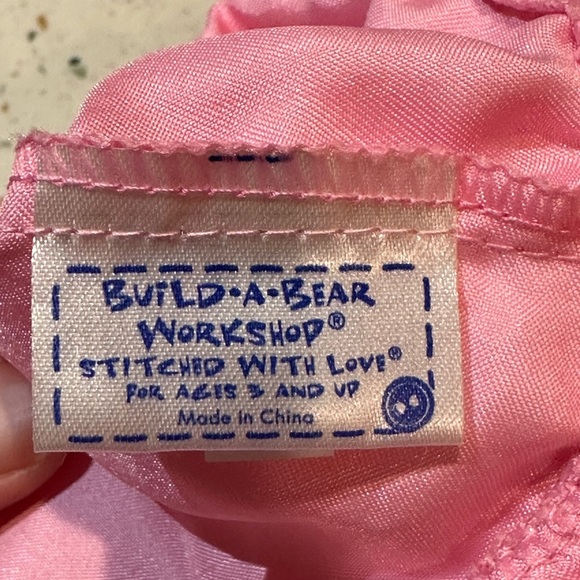 BUILD-A-BEAR
WORKSHOP®
STITCHED WITH LOVE®
FOR AGES 3 AND UP
Made in China